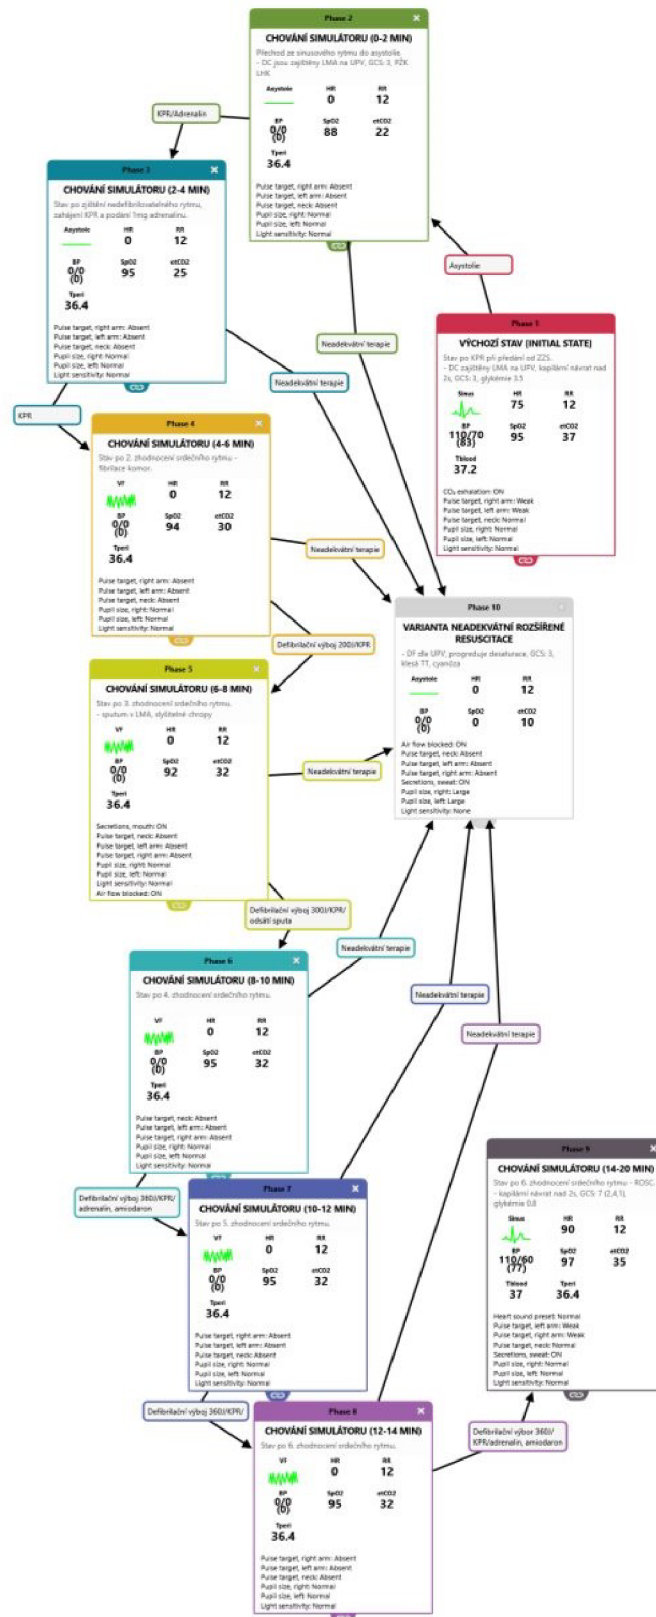 Phase 2
CHOVÁNÍ SIMULÁTORU (0-2 MIN)
Přechod ze sinusového rytmu do asystolie.
- DC jsou zajištěny LMA na UPV, GCS: 3, PŽK
LHK
Asystole HR RR
0 12
BP SpO2 etCO2
0/0 88 22
(0)
Tperi
36.4
Pulse target, right arm: Absent
Pulse target, left arm: Absent
Pulse target, neck: Absent
Pupil size, right: Normal
Pupil size, left: Normal
Light sensitivity: Normal
KPR/Adrenalin
Phase 3
CHOVÁNÍ SIMULÁTORU (2-4 MIN)
Stav po zjištění nedefibrilovatelného rytmu,
zahájení KPR a podání 1mg adrenalinu.
Asystole HR RR
0 12
BP SpO2 etCO2
0/0 95 25
(0)
Tperi
36.4
Pulse target, right arm: Absent
Pulse target, left arm: Absent
Pulse target, neck: Absent
Pupil size, right: Normal
Pupil size, left: Normal
Light sensitivity: Normal
Asystolie
Neadekvátní terapie
Neadekvátní terapie
Phase 1
VÝCHOZÍ STAV (INITIAL STATE)
Stav po KPR při předání od ZZS.
- DC zajištěny LMA na UPV, kapilární návrat nad
2s, GCS: 3, glykémie 3.5
Sinus HR RR
75 12
BP SpO2 etCO2
110/70 95 37
(83)
Tblood
37.2
CO₂ exhalation: ON
Pulse target, right arm: Weak
Pulse target, left arm: Weak
Pulse target, neck: Normal
Pupil size, right: Normal
Pupil size, left: Normal
Light sensitivity: Normal
KPR
Phase 4
CHOVÁNÍ SIMULÁTORU (4-6 MIN)
Stav po 2. zhodnocení srdečního rytmu -
fibrilace komor.
VF HR RR
0 12
BP SpO2 etCO2
0/0 94 30
(0)
Tperi
36.4
Pulse target, right arm: Absent
Pulse target, left arm: Absent
Pulse target, neck: Absent
Pupil size, right: Normal
Pupil size, left: Normal
Light sensitivity: Normal
Neadekvátní terapie
Defibrilační výboj 200J/KPR
Phase 10
VARIANTA NEADEKVÁTNÍ ROZŠÍŘENÉ
RESUSCITACE
- DF dle UPV, progreduje desaturace, GCS: 3,
klesá TT, cyanóza
Asystole HR RR
0 12
BP SpO2 etCO2
0/0 0 10
(0)
Air flow blocked: ON
Pulse target, neck: Absent
Pulse target, left arm: Absent
Pulse target, right arm: Absent
Secretions, sweat: ON
Pupil size, right: Large
Pupil size, left: Large
Light sensitivity: None
Phase 5
CHOVÁNÍ SIMULÁTORU (6-8 MIN)
Stav po 3. zhodnocení srdečního rytmu.
- sputum v LMA, slyšitelné chropy
VF HR RR
0 12
BP SpO2 etCO2
0/0 92 32
(0)
Tperi
36.4
Secretions, mouth: ON
Pulse target, neck: Absent
Pulse target, left arm: Absent
Pulse target, right arm: Absent
Pupil size, right: Normal
Pupil size, left: Normal
Light sensitivity: Normal
Air flow blocked: ON
Neadekvátní terapie
Defibrilační výboj 300J/KPR/
odsátí sputa
Phase 6
CHOVÁNÍ SIMULÁTORU (8-10 MIN)
Stav po 4. zhodnocení srdečního rytmu.
VF HR RR
0 12
BP SpO2 etCO2
0/0 95 32
(0)
Tperi
36.4
Pulse target, neck: Absent
Pulse target, left arm: Absent
Pulse target, right arm: Absent
Pupil size, right: Normal
Pupil size, left: Normal
Light sensitivity: Normal
Neadekvátní terapie
Neadekvátní terapie
Neadekvátní terapie
Defibrilační výboj 360J/KPR/
adrenalin, amiodaron
Phase 7
CHOVÁNÍ SIMULÁTORU (10-12 MIN)
Stav po 5. zhodnocení srdečního rytmu.
VF HR RR
0 12
BP SpO2 etCO2
0/0 95 32
(0)
Tperi
36.4
Pulse target, right arm: Absent
Pulse target, left arm: Absent
Pulse target, neck: Absent
Pupil size, right: Normal
Pupil size, left: Normal
Light sensitivity: Normal
Phase 9
CHOVÁNÍ SIMULÁTORU (14-20 MIN)
Stav po 6. zhodnocení srdečního rytmu - ROSC.
- kapilární návrat nad 2s, GCS: 7 (2,4,1),
glykémie 0.8
Sinus HR RR
90 12
BP SpO2 etCO2
110/60 97 35
(77)
Tblood Tperi
37 36.4
Heart sound preset: Normal
Pulse target, left arm: Weak
Pulse target, right arm: Weak
Pulse target, neck: Normal
Secretions, sweat: ON
Pupil size, right: Normal
Pupil size, left: Normal
Light sensitivity: Normal
Defibrilační výboj 360J/KPR/
Phase 8
CHOVÁNÍ SIMULÁTORU (12-14 MIN)
Stav po 6. zhodnocení srdečního rytmu.
VF HR RR
0 12
BP SpO2 etCO2
0/0 95 32
(0)
Tperi
36.4
Pulse target, right arm: Absent
Pulse target, left arm: Absent
Pulse target, neck: Absent
Pupil size, right: Normal
Pupil size, left: Normal
Light sensitivity: Normal
Defibrilační výbor 360J/
KPR/adrenalin, amiodaron